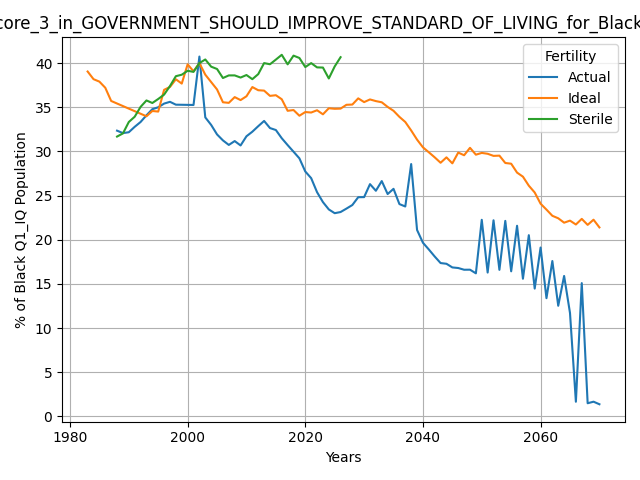 core_3_in_GOVERNMENT_SHOULD_IMPROVE_STANDARD_OF_LIVING_for_Black
Fertility
Actual
Ideal
Sterile
% of Black Q1_IQ Population
40
35
30
25
20
15
10
5
0
1980
2000
2020
2040
2060
Years